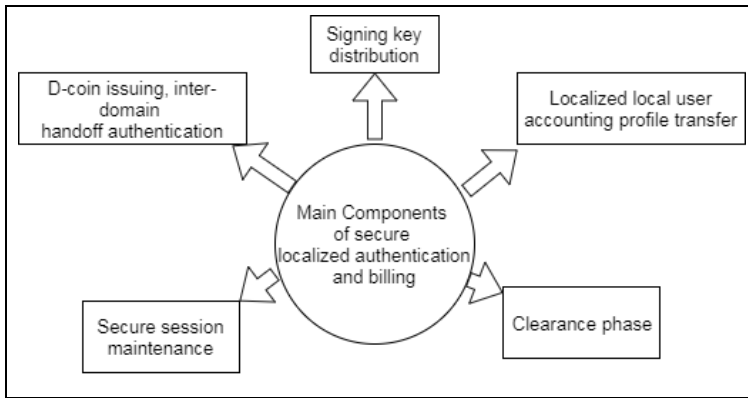 Signing key
distribution
D-coin issuing, inter-
domain
handoff authentication
Localized local user
accounting profile transfer
Main Components
of secure
localized authentication
and billing
Secure session
maintenance
Clearance phase